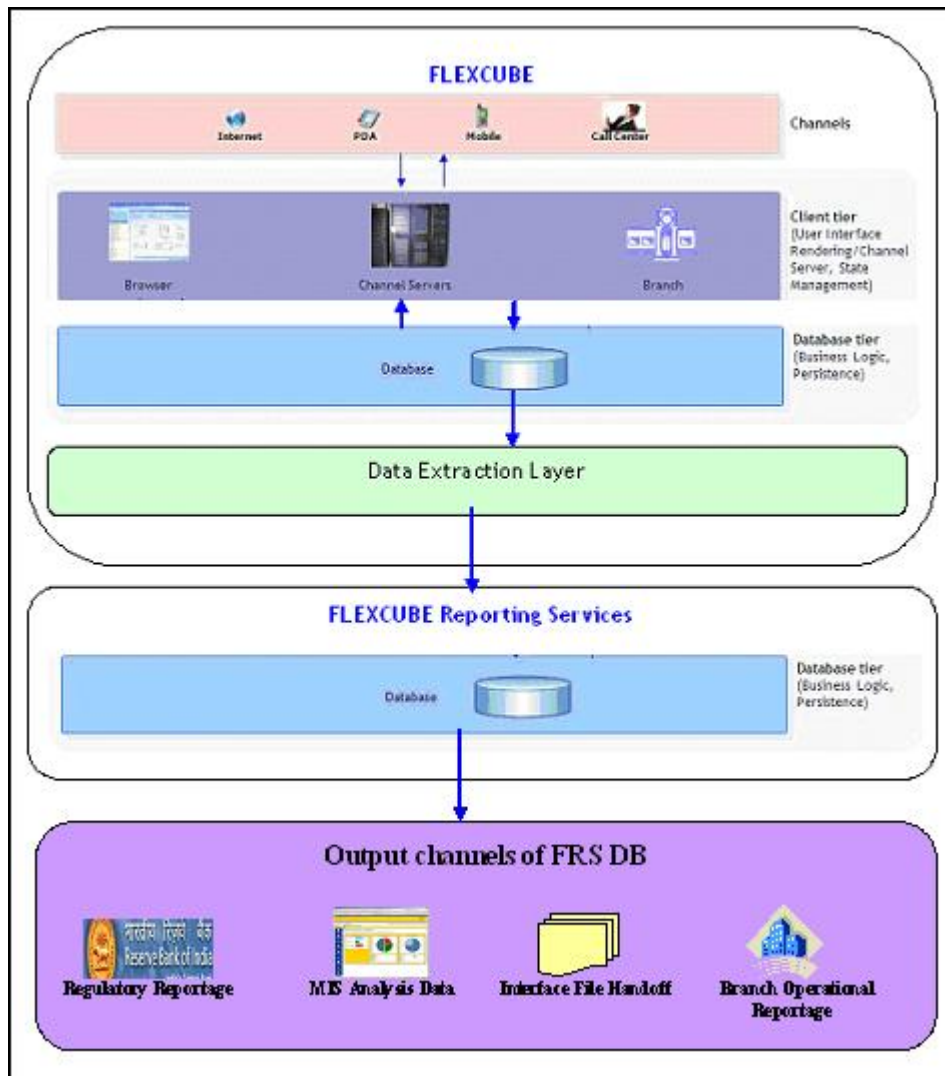 FLEXCUBE
Internet
PDA
Mobile
Call Center
Channels
Browser
Channel Servers
Branch
Client tier
(User Interface
Rendering/Channel
Server, State
Management)
Database
Database tier
(Business Logic,
Persistence)
Data Extraction Layer
FLEXCUBE Reporting Services
Database
Database tier
(Business Logic,
Persistence)
Output channels of FRS DB
भारतीय रिज़र्व बैंक
Reserve Bank of India
Regulatory Reportage
MIS Analysis Data
Interface File Handoff
Branch Operational
Reportage